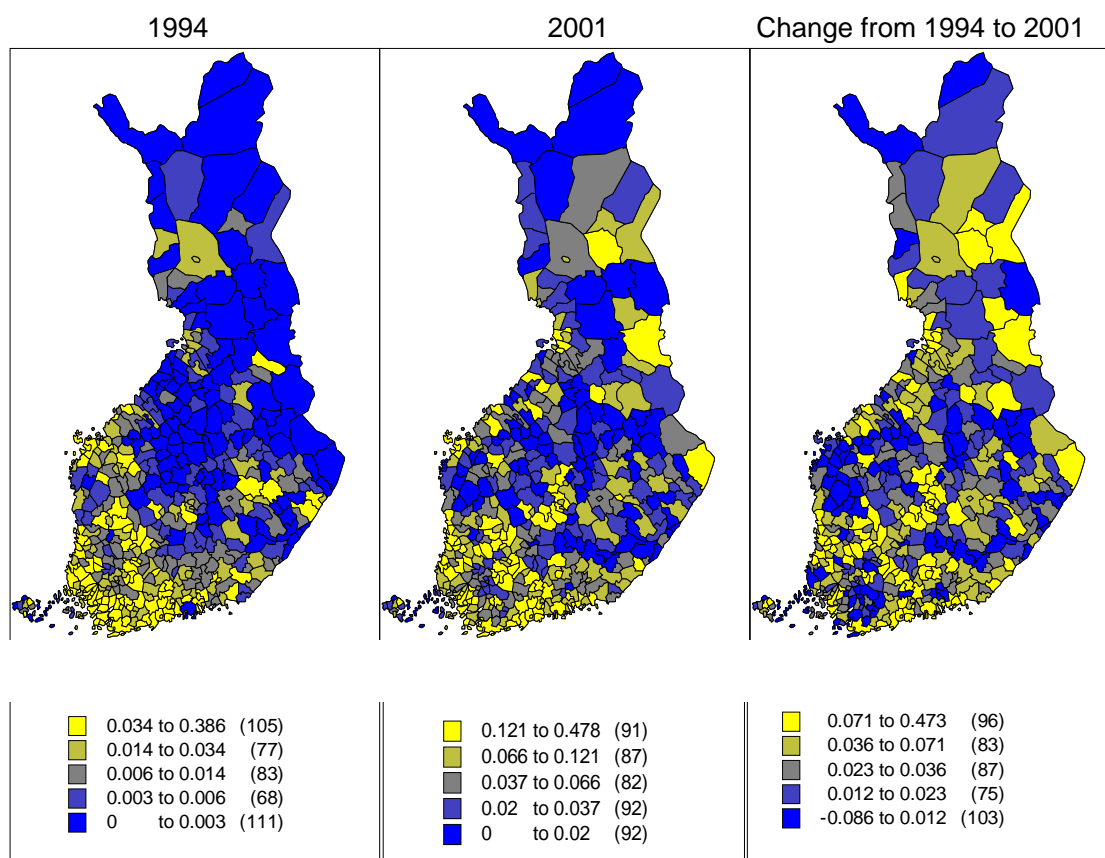 1994
2001
Change from 1994 to 2001
0.034 to 0.386 (105)
0.014 to 0.034 (77)
0.006 to 0.014 (83)
0.003 to 0.006 (68)
0 to 0.003 (111)
0.121 to 0.478 (91)
0.066 to 0.121 (87)
0.037 to 0.066 (82)
0.02 to 0.037 (92)
0 to 0.02 (92)
0.071 to 0.473 (96)
0.036 to 0.071 (83)
0.023 to 0.036 (87)
0.012 to 0.023 (75)
-0.086 to 0.012 (103)